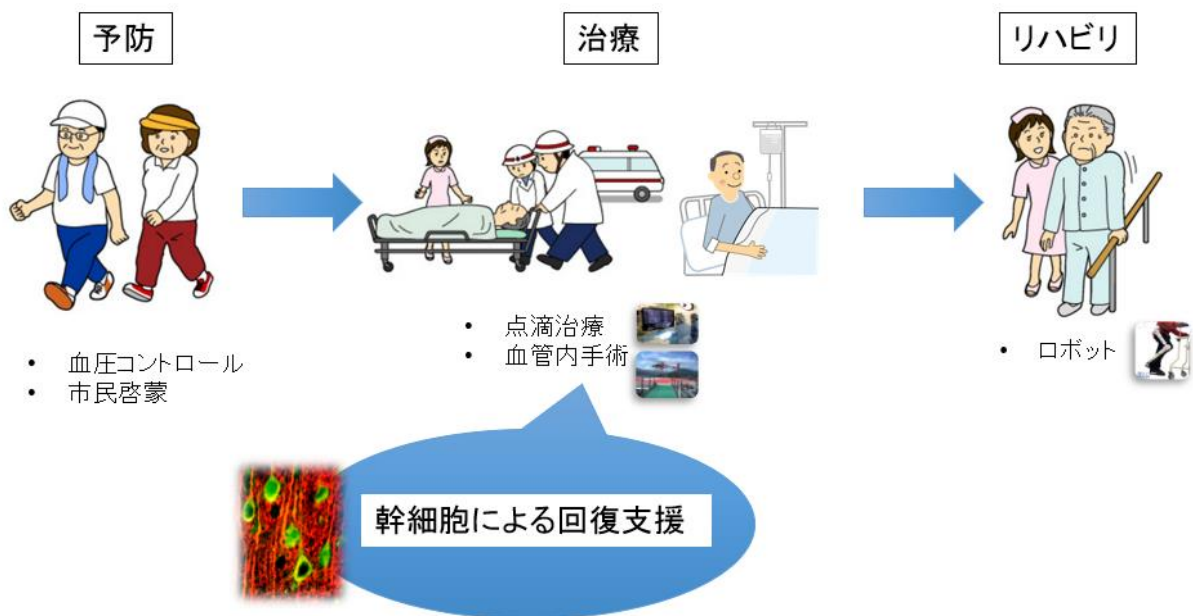 予防
治療
リハビリ
• 点滴治療
• 血管内手術
• 血圧コントロール
• 市民啓蒙
• ロボット
幹細胞による回復支援